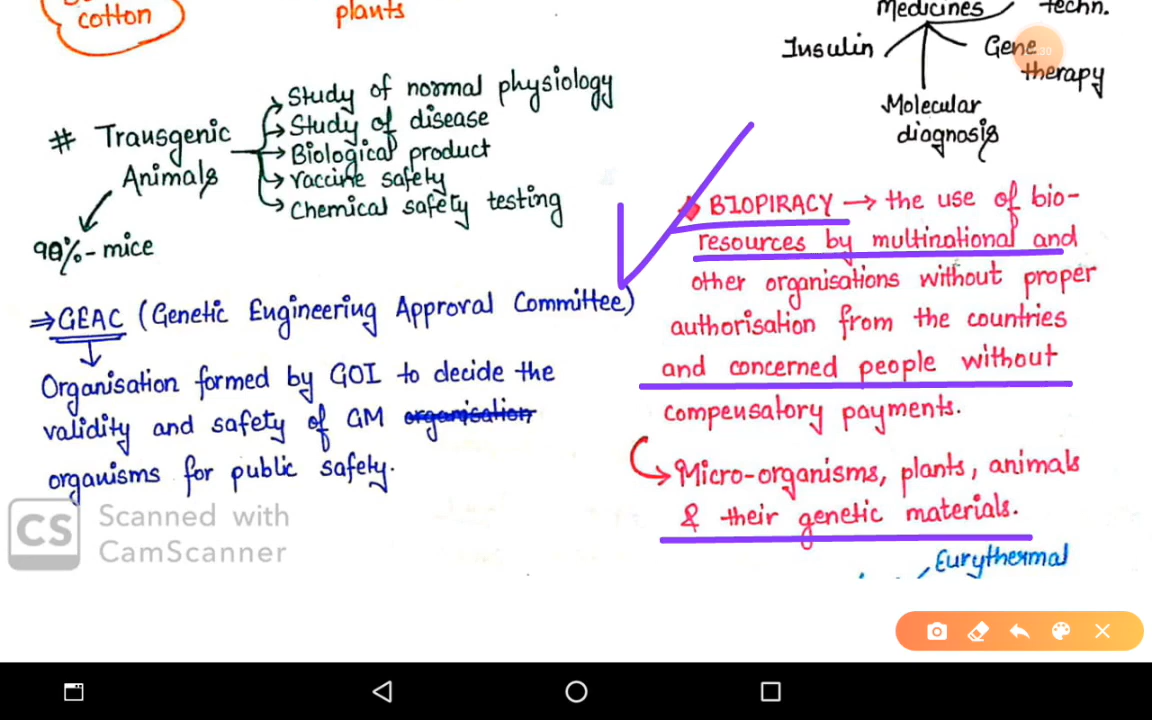 cotton
plants
# Transgenic
Animals
→ Study of normal physiology
→ Study of disease
→ Biological product
→ Vaccine safety
→ Chemical safety testing
90%-mice
⇒ GEAC (Genetic Engineering Approval Committee)
Organisation formed by GOI to decide the
validity and safety of GM organisation
organisms for public safety.
Scanned with
CS
CamScanner
Medicines
Techn.
Insulin
Gene
therapy
Molecular
diagnosis
BIOPIRACY → the use of bio-
resources by multinational and
other organisations without proper
authorisation from the countries
and concerned people without
compensatory payments.
→ Micro-organisms, plants, animals
& their genetic materials.
Eurythermal